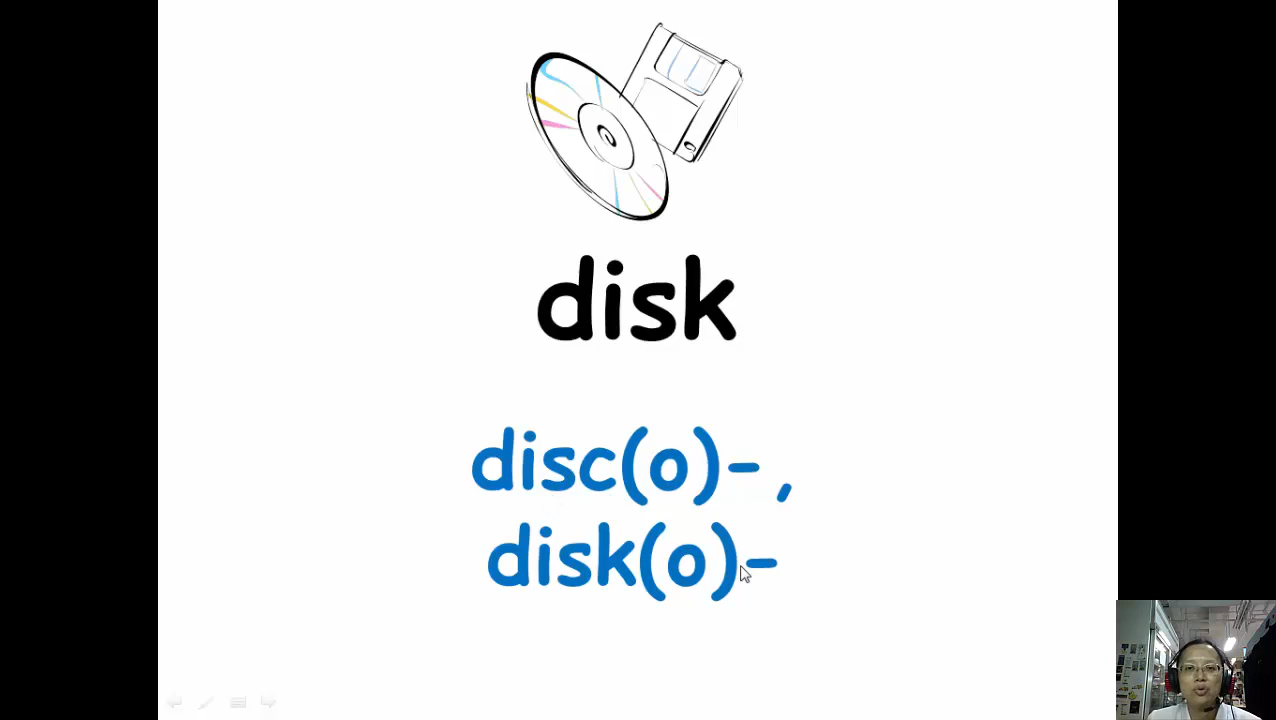 disk
disc(o)- ,
disk(o)-